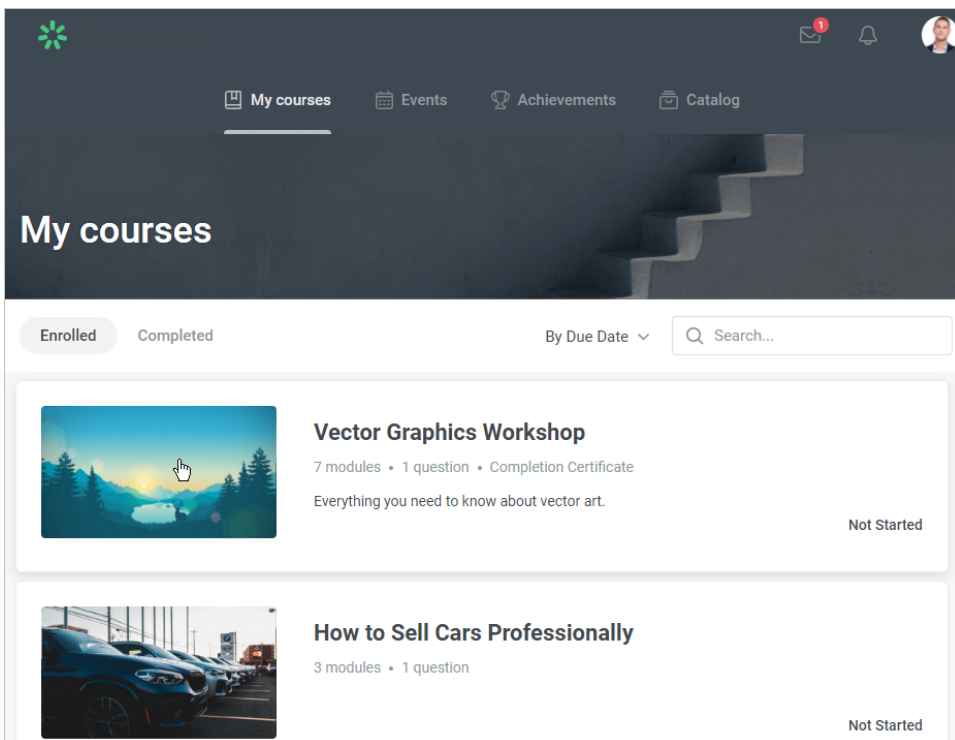 1
My courses
Events
Achievements
Catalog
My courses
Enrolled
Completed
By Due Date
Search...
Vector Graphics Workshop
7 modules • 1 question • Completion Certificate
Everything you need to know about vector art.
Not Started
How to Sell Cars Professionally
3 modules • 1 question
Not Started